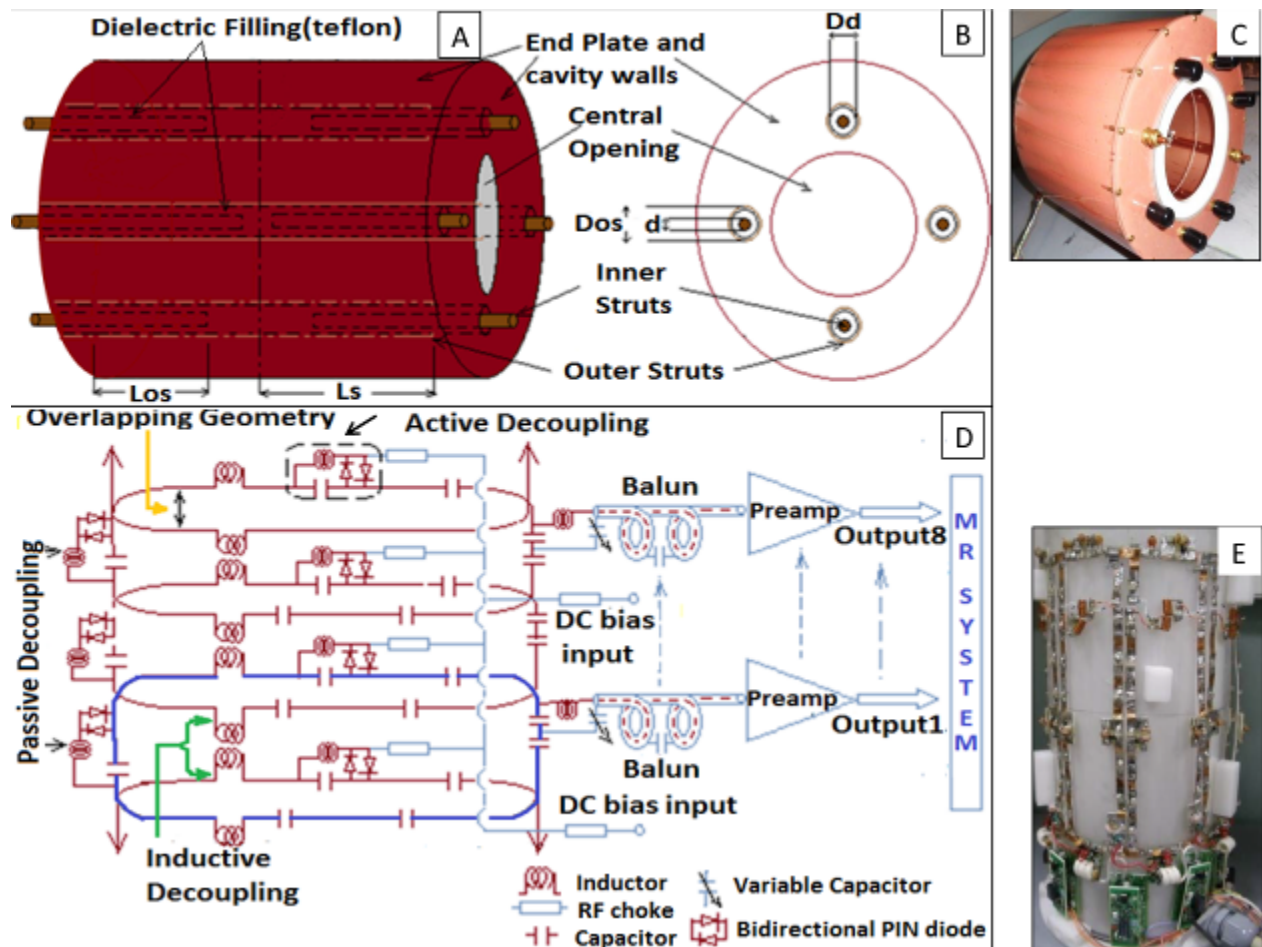 Dielectric Filling(teflon)
A
End Plate and
cavity walls
Central
Opening
Inner
Struts
Outer Struts
Los
Ls
Dd
B
Dos
d
C
Overlapping Geometry
Active Decoupling
D
Balun
Preamp
Output8
Passive Decoupling
DC bias
input
Preamp
Output1
Balun
DC bias input
MR SYSTEM
Inductive
Decoupling
Inductor
RF choke
Capacitor
Variable Capacitor
Bidirectional PIN diode
E